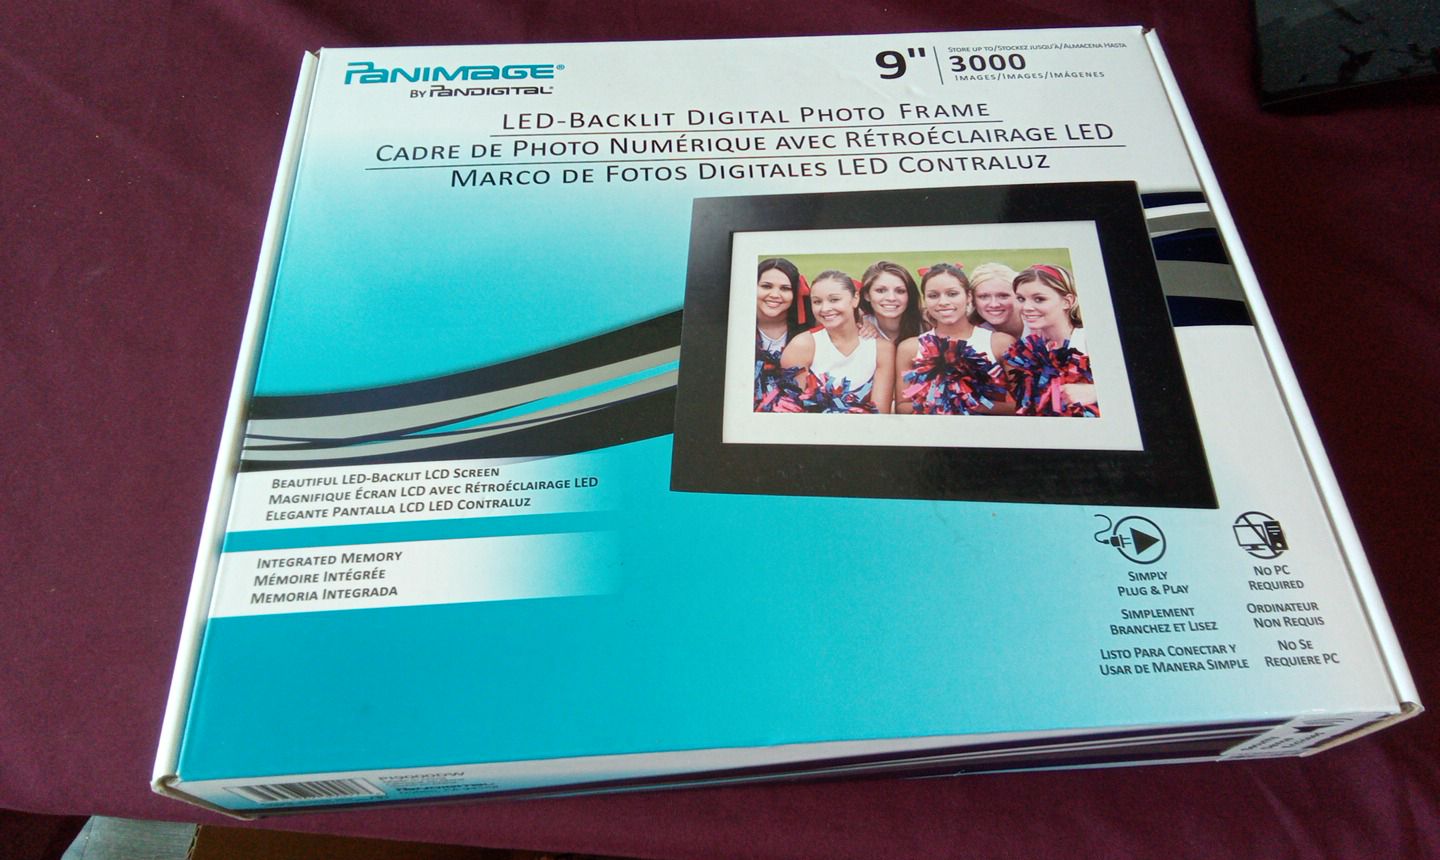 PANIMAGE®
BY PANDIGITAL®
9"
STORE UP TO/STOCKEZ JUSQU'À/ALMACENA HASTA
3000
IMAGES/IMAGES/IMÁGENES
LED-BACKLIT DIGITAL PHOTO FRAME
CADRE DE PHOTO NUMÉRIQUE AVEC RÉTROÉCLAIRAGE LED
MARCO DE FOTOS DIGITALES LED CONTRALUZ
BEAUTIFUL LED-BACKLIT LCD SCREEN
MAGNIFIQUE ÉCRAN LCD AVEC RÉTROÉCLAIRAGE LED
ELEGANTE PANTALLA LCD LED CONTRALUZ
INTEGRATED MEMORY
MÉMOIRE INTÉGRÉE
MEMORIA INTEGRADA
SIMPLY
PLUG & PLAY
SIMPLEMENT
BRANCHEZ ET LISEZ
LISTO PARA CONECTAR Y
USAR DE MANERA SIMPLE
NO PC
REQUIRED
ORDINATEUR
NON REQUIS
NO SE
REQUIERE PC